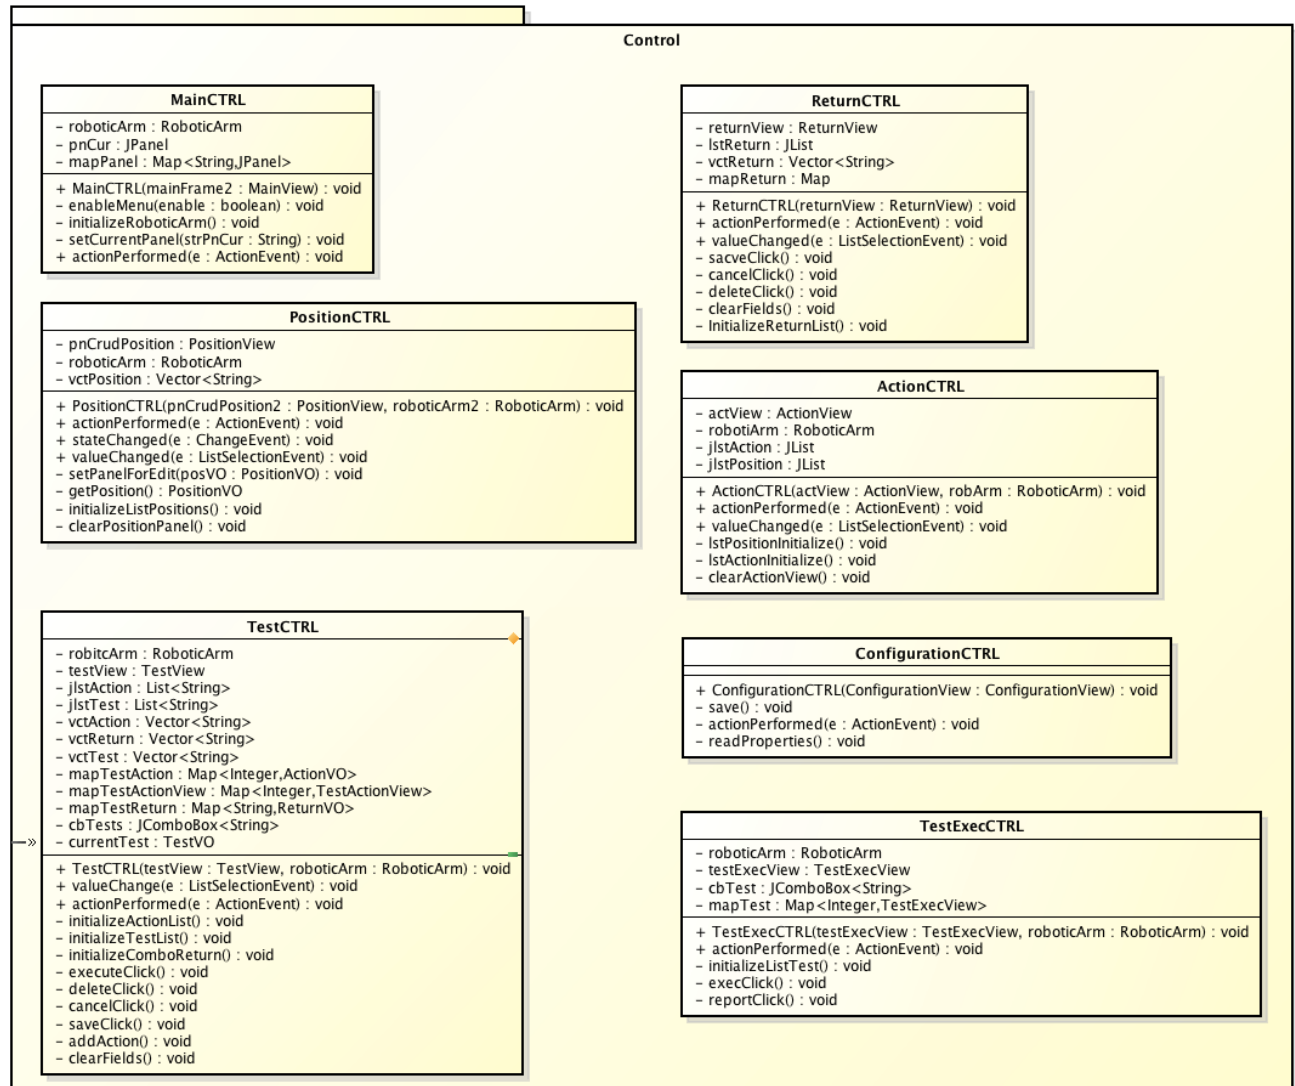 Control
MainCTRL
- roboticArm : RoboticArm
- pnCur : JPanel
- mapPanel : Map<String,JPanel>
+ MainCTRL(mainFrame2 : MainView) : void
- enableMenu(enable : boolean) : void
- initializeRoboticArm() : void
- setCurrentPanel(strPnCur : String) : void
+ actionPerformed(e : ActionEvent) : void
PositionCTRL
- pnCrudPosition : PositionView
- roboticArm : RoboticArm
- vctPosition : Vector<String>
+ PositionCTRL(pnCrudPosition2 : PositionView, roboticArm2 : RoboticArm) : void
+ actionPerformed(e : ActionEvent) : void
+ stateChanged(e : ChangeEvent) : void
+ valueChanged(e : ListSelectionEvent) : void
- setPanelForEdit(posVO : PositionVO) : void
- getPosition() : PositionVO
- initializeListPositions() : void
- clearPositionPanel() : void
TestCTRL
- robitcArm : RoboticArm
- testView : TestView
- jlstAction : List<String>
- jlstTest : List<String>
- vctAction : Vector<String>
- vctReturn : Vector<String>
- vctTest : Vector<String>
- mapTestAction : Map<Integer,ActionVO>
- mapTestActionView : Map<Integer,TestActionView>
- mapTestReturn : Map<String,ReturnVO>
- cbTests : JComboBox<String>
- currentTest : TestVO
+ TestCTRL(testView : TestView, roboticArm : RoboticArm) : void
+ valueChange(e : ListSelectionEvent) : void
+ actionPerformed(e : ActionEvent) : void
- initializeActionList() : void
- initializeTestList() : void
- initializeComboReturn() : void
- executeClick() : void
- deleteClick() : void
- cancelClick() : void
- saveClick() : void
- addAction() : void
- clearFields() : void
ReturnCTRL
- returnView : ReturnView
- lstReturn : JList
- vctReturn : Vector<String>
- mapReturn : Map
+ ReturnCTRL(returnView : ReturnView) : void
+ actionPerformed(e : ActionEvent) : void
+ valueChanged(e : ListSelectionEvent) : void
- sacveClick() : void
- cancelClick() : void
- deleteClick() : void
- clearFields() : void
- InitializeReturnList() : void
ActionCTRL
- actView : ActionView
- robotiArm : RoboticArm
- jlstAction : JList
- jlstPosition : JList
+ ActionCTRL(actView : ActionView, robArm : RoboticArm) : void
+ actionPerformed(e : ActionEvent) : void
+ valueChanged(e : ListSelectionEvent) : void
- lstPositionInitialize() : void
- lstActionInitialize() : void
- clearActionView() : void
ConfigurationCTRL
+ ConfigurationCTRL(ConfigurationView : ConfigurationView) : void
- save() : void
- actionPerformed(e : ActionEvent) : void
- readProperties() : void
TestExecCTRL
- roboticArm : RoboticArm
- testExecView : TestExecView
- cbTest : JComboBox<String>
- mapTest : Map<Integer,TestExecView>
+ TestExecCTRL(testExecView : TestExecView, roboticArm : RoboticArm) : void
+ actionPerformed(e : ActionEvent) : void
- initializeListTest() : void
- execClick() : void
- reportClick() : void